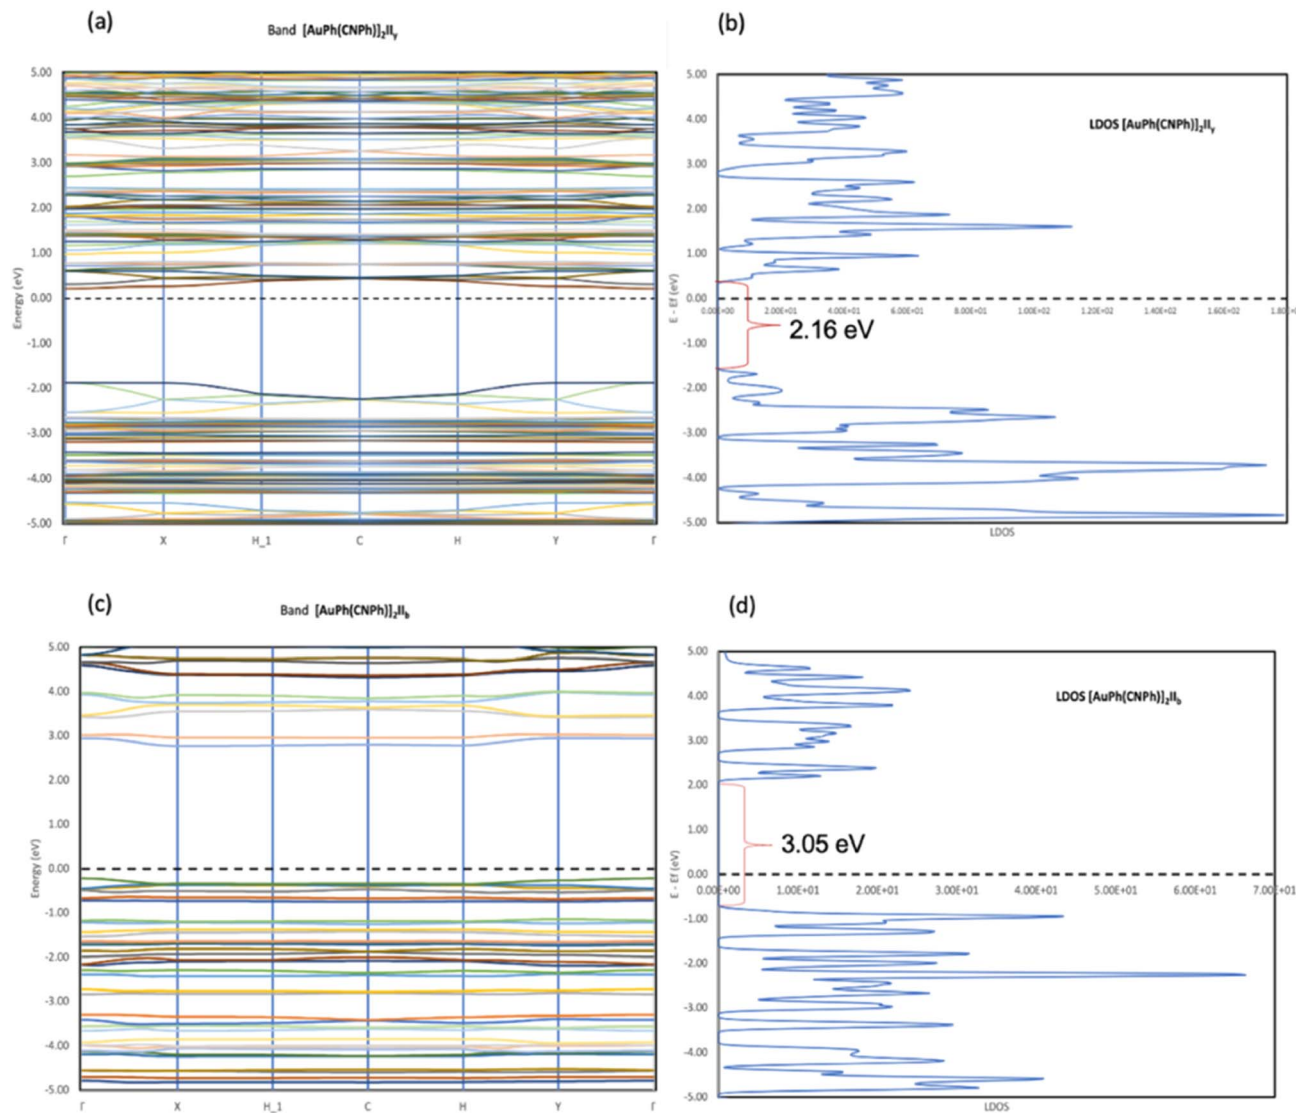 (a)
Band [AuPh(CNPh)]₂II_y
5.00
4.00
3.00
2.00
1.00
0.00
-1.00
-2.00
-3.00
-4.00
-5.00
Energy (eV)
Γ X H_1 C H Y Γ
(b)
LDOS [AuPh(CNPh)]₂II_y
5.00
4.00
3.00
2.00
1.00
0.00
-1.00
-2.00
-3.00
-4.00
-5.00
E - Ef (eV)
0.00E+00 2.00E+01 4.00E+01 6.00E+01 8.00E+01 1.00E+02 1.20E+02 1.40E+02 1.60E+02
2.16 eV
LDOS
(c)
Band [AuPh(CNPh)]₂II_b
5.00
4.00
3.00
2.00
1.00
0.00
-1.00
-2.00
-3.00
-4.00
-5.00
Energy (eV)
Γ X H_1 C H Y Γ
(d)
LDOS [AuPh(CNPh)]₂II_b
5.00
4.00
3.00
2.00
1.00
0.00
-1.00
-2.00
-3.00
-4.00
-5.00
E - Ef (eV)
0.00E+00 1.00E+01 2.00E+01 3.00E+01 4.00E+01 5.00E+01 6.00E+01 7.00E+01
3.05 eV
LDOS